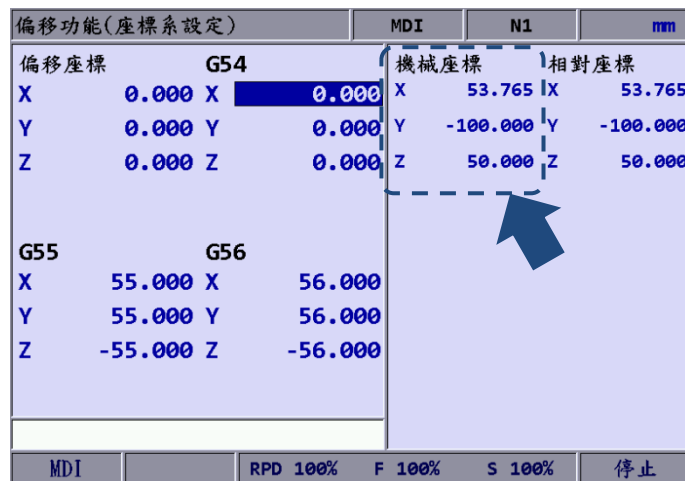 偏移功能(座標系設定) MDI N1 mm
偏移座標 G54 機械座標 相對座標
X 0.000 X 0.000 X 53.765 X 53.765
Y 0.000 Y 0.000 Y -100.000 Y -100.000
Z 0.000 Z 0.000 Z 50.000 Z 50.000
G55 G56
X 55.000 X 56.000
Y 55.000 Y 56.000
Z -55.000 Z -56.000
MDI RPD 100% F 100% S 100% 停止